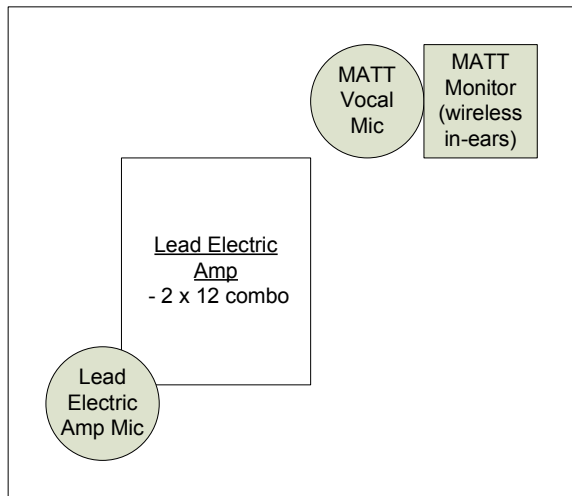 MATT
Vocal
Mic
MATT
Monitor
(wireless
in-ears)
Lead Electric
Amp
- 2 x 12 combo
Lead
Electric
Amp Mic